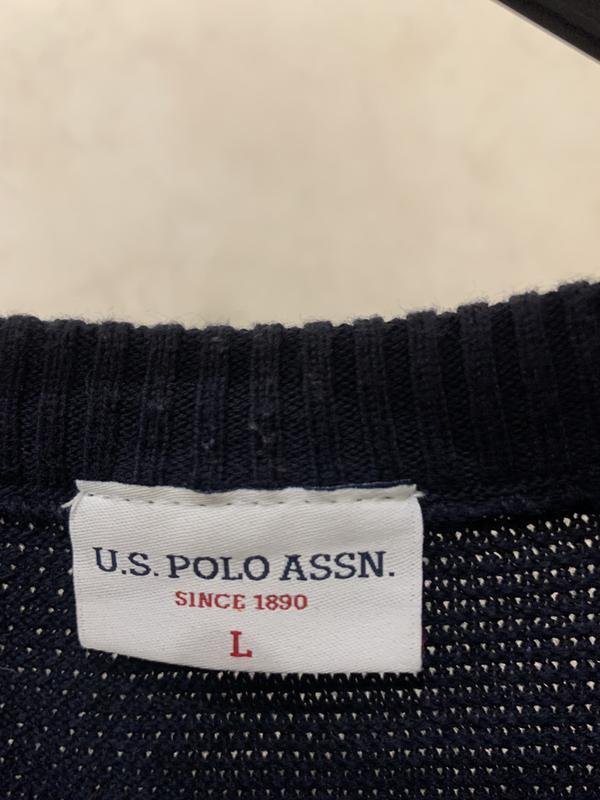 U.S. POLO ASSN.
SINCE 1890
L